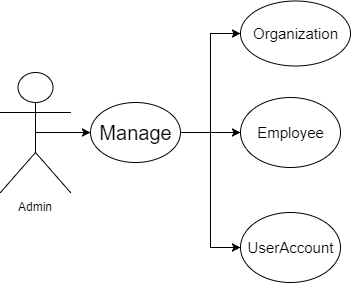 Organization
Manage
Employee
Admin
UserAccount